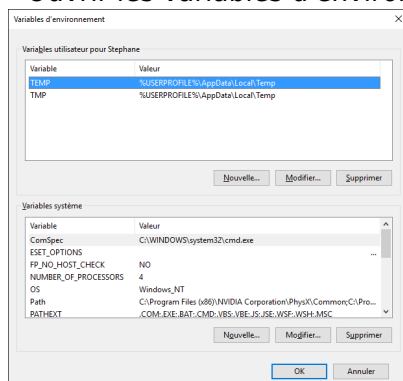 Variables d'environnement
Variables utilisateur pour Stephane
Variable Valeur
TEMP %USERPROFILE%\AppData\Local\Temp
TMP %USERPROFILE%\AppData\Local\Temp
Nouvelle... Modifier... Supprimer
Variables système
Variable Valeur
ComSpec C:\WINDOWS\system32\cmd.exe
ESET_OPTIONS ...
FP_NO_HOST_CHECK NO
NUMBER_OF_PROCESSORS 4
OS Windows_NT
Path C:\Program Files (x86)\NVIDIA Corporation\PhysX\Common;C:\Pro...
PATHEXT .COM;.EXE;.BAT;.CMD;.VBS;.VBE;.JS;.JSE;.WSF;.WSH;.MSC
Nouvelle... Modifier... Supprimer
OK Annuler